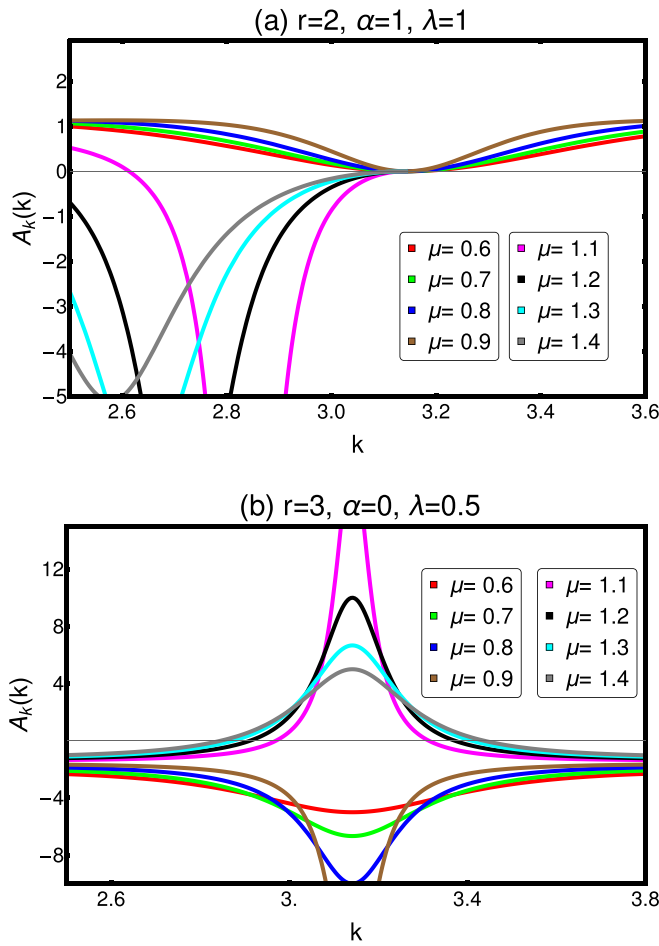 (a) r=2, α=1, λ=1
2
1
0
−1
−2
−3
−4
−5
A_k(k)
μ= 0.6 μ= 1.1
μ= 0.7 μ= 1.2
μ= 0.8 μ= 1.3
μ= 0.9 μ= 1.4
2.6 2.8 3.0 3.2 3.4 3.6
k
(b) r=3, α=0, λ=0.5
12
8
4
−4
−8
A_k(k)
μ= 0.6 μ= 1.1
μ= 0.7 μ= 1.2
μ= 0.8 μ= 1.3
μ= 0.9 μ= 1.4
2.6 3. 3.4 3.8
k